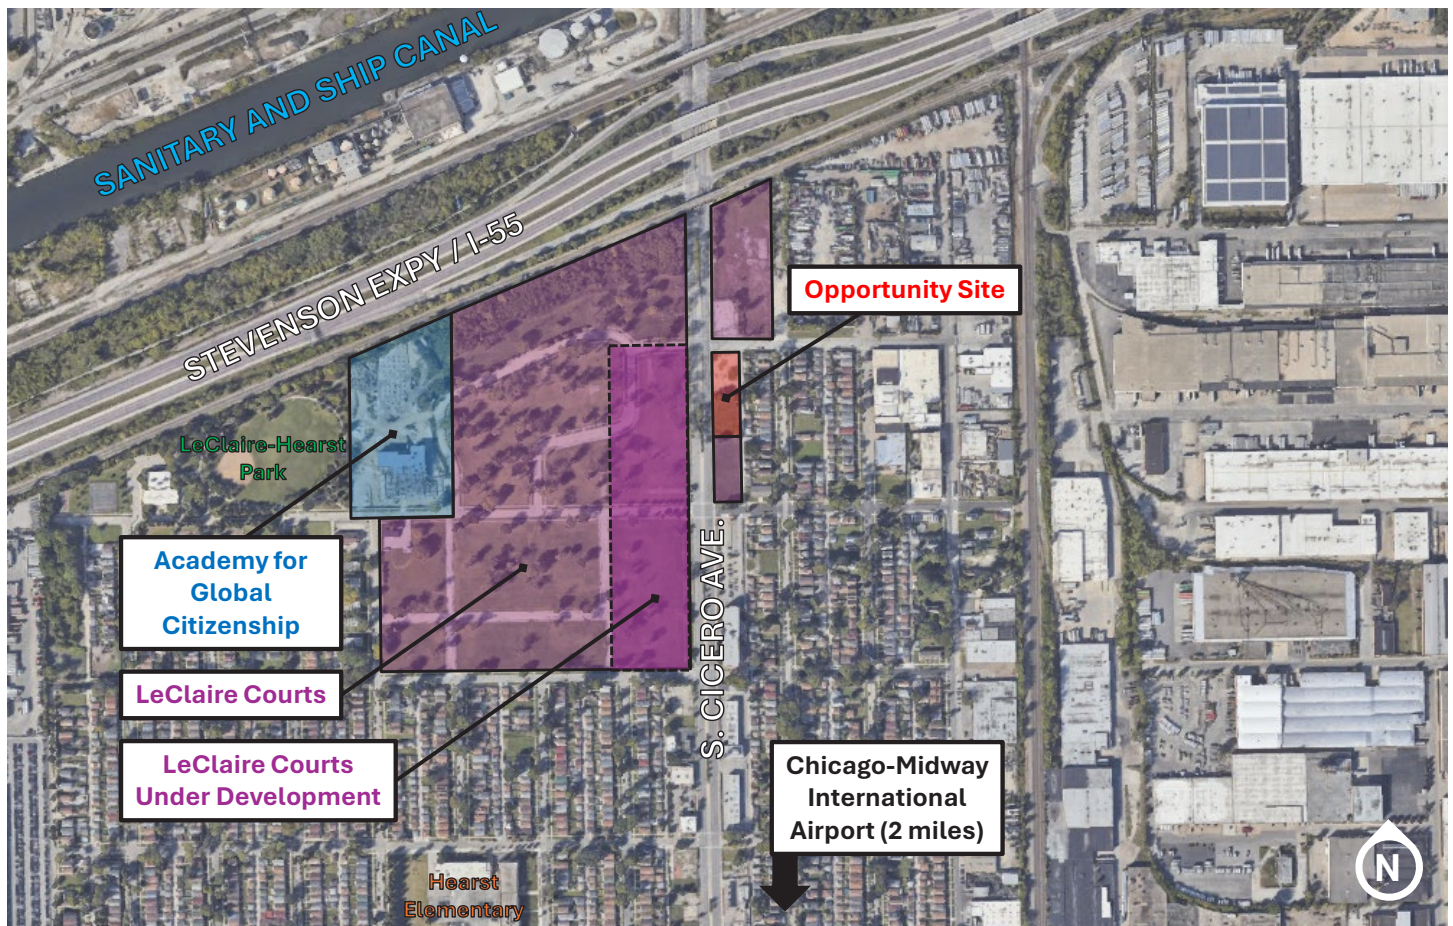 SANITARY AND SHIP CANAL
STEVENSON EXPY / I-55
Opportunity Site
LeClaire-Hearst
Park
Academy for
Global
Citizenship
LeClaire Courts
LeClaire Courts
Under Development
S. CICERO AVE.
Chicago-Midway
International
Airport (2 miles)
Hearst
Elementary
N